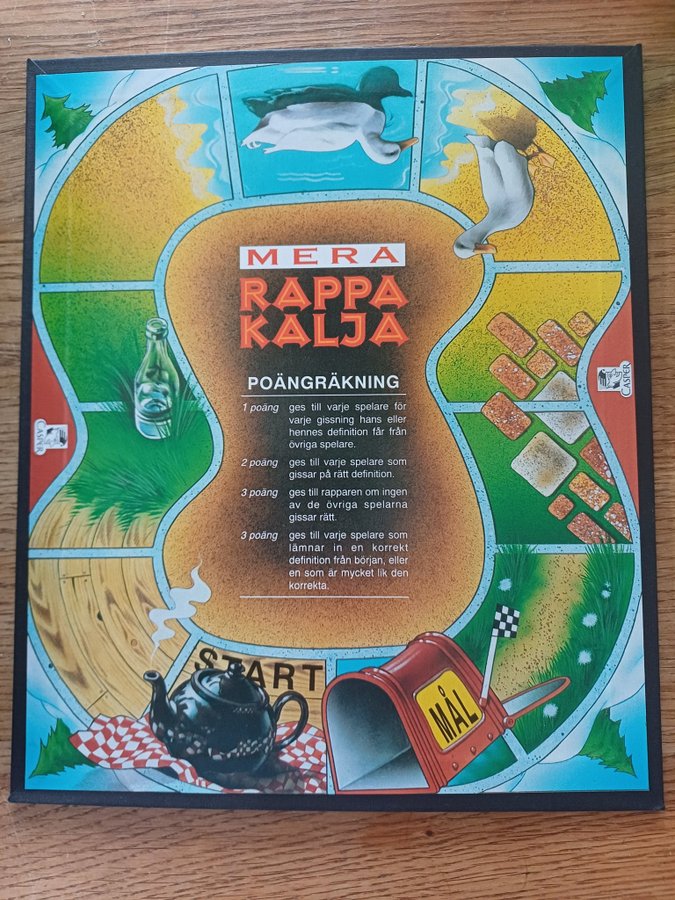 MERA
RAPPA
KALJA
POÄNGRÄKNING
1 poäng ges till varje spelare för
varje gissning hans eller
hennes definition får från
övriga spelare.
2 poäng ges till varje spelare som
gissar på rätt definition.
3 poäng ges till rapparen om ingen
av de övriga spelarna
gissar rätt.
3 poäng ges till varje spelare som
lämnar in en korrekt
definition från början, eller
en som är mycket lik den
korrekta.
CASPER
CASPER
START
MÅL